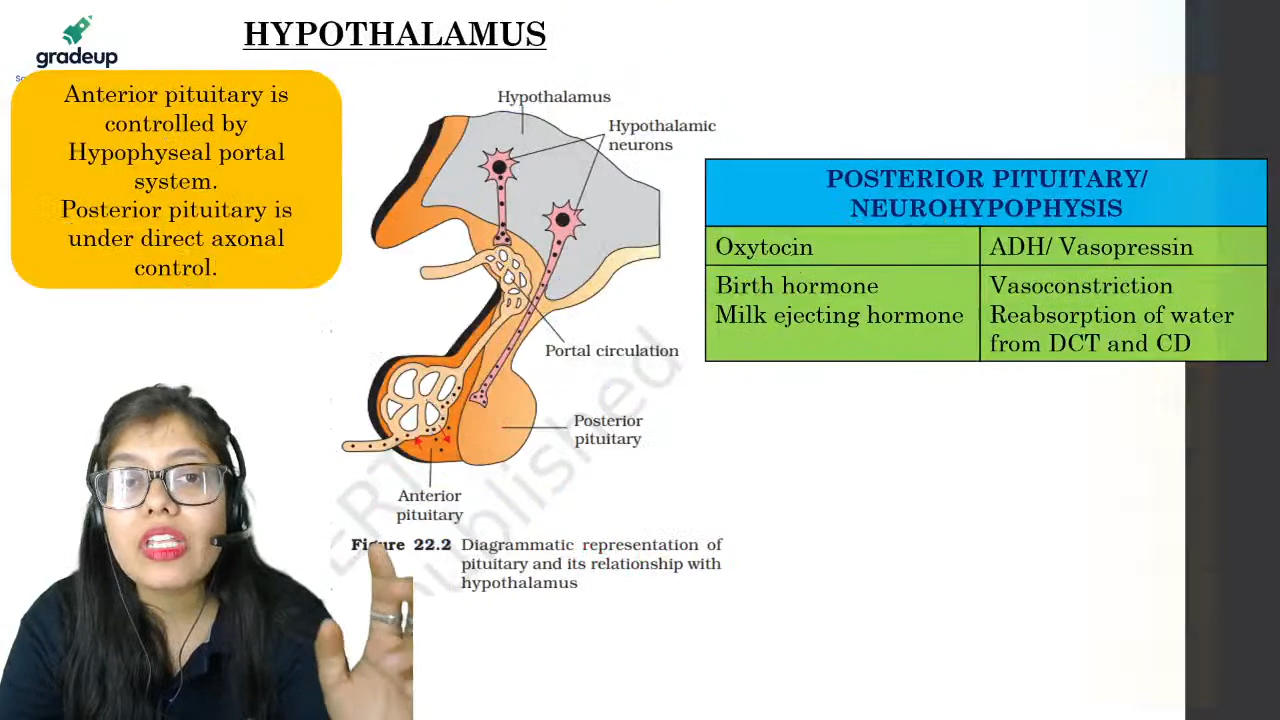 HYPOTHALAMUS
gradeup
Anterior pituitary is
controlled by
Hypophyseal portal
system.
Posterior pituitary is
under direct axonal
control.
Hypothalamus
Hypothalamic
neurons
Portal circulation
Posterior
pituitary
Anterior
pituitary
Figure 22.2 Diagrammatic representation of
pituitary and its relationship with
hypothalamus
POSTERIOR PITUITARY/
NEUROHYPOPHYSIS
Oxytocin
ADH/ Vasopressin
Birth hormone
Milk ejecting hormone
Vasoconstriction
Reabsorption of water
from DCT and CD